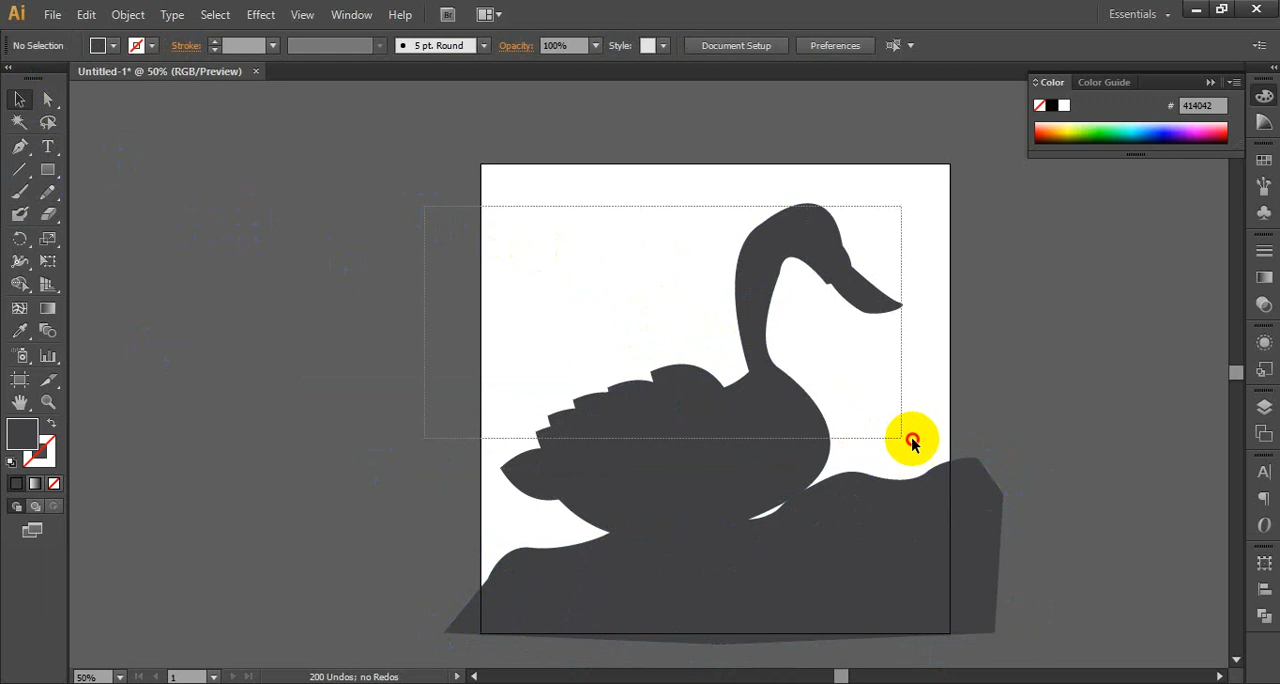 Ai File Edit Object Type Select Effect View Window Help Br Essentials
No Selection Stroke: 5 pt. Round Opacity: 100% Style: Document Setup Preferences
Untitled-1* @ 50% (RGB/Preview) ×
Color Color Guide
# 414042
T
A
O
50% 1 200 Undos; no Redos